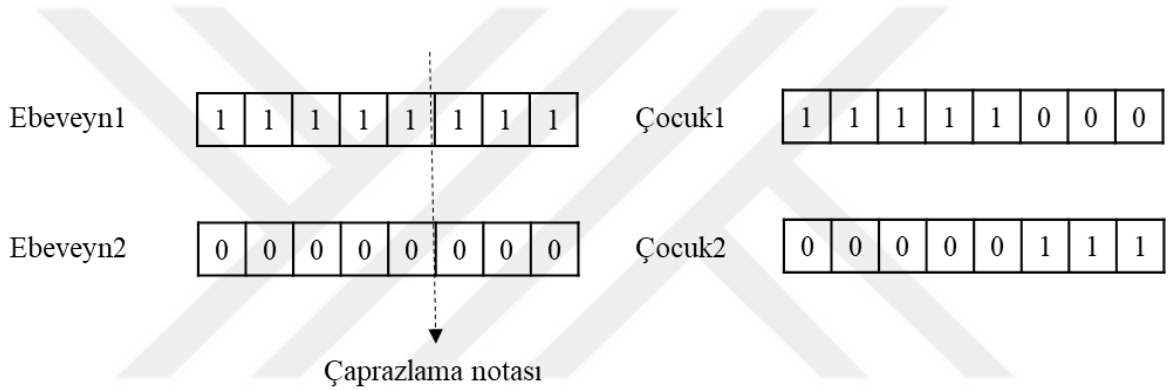 Ebeveyn1 1 1 1 1 1 1 1 1 Çocuk1 1 1 1 1 1 0 0 0
Ebeveyn2 0 0 0 0 0 0 0 0 Çocuk2 0 0 0 0 0 1 1 1
Çaprazlama notası